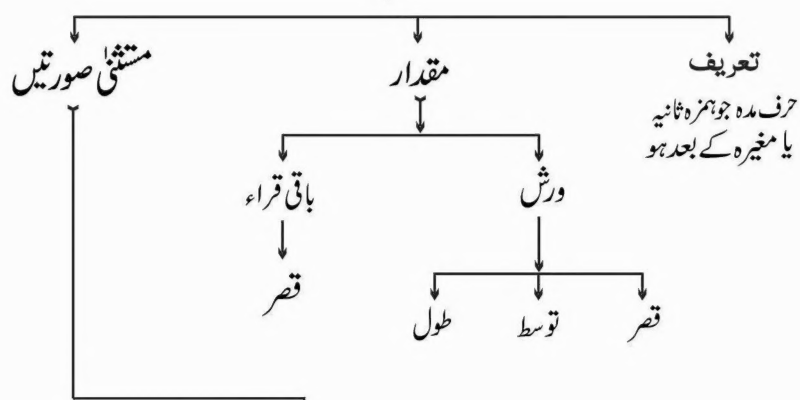 تعریف
مقدار
مستثنیٰ صورتیں
حرف مدہ جو ہمزہ ثانیہ
یا مغیرہ کے بعد ہو
ورش
باقی قراء
قصر
توسط
طول
قصر